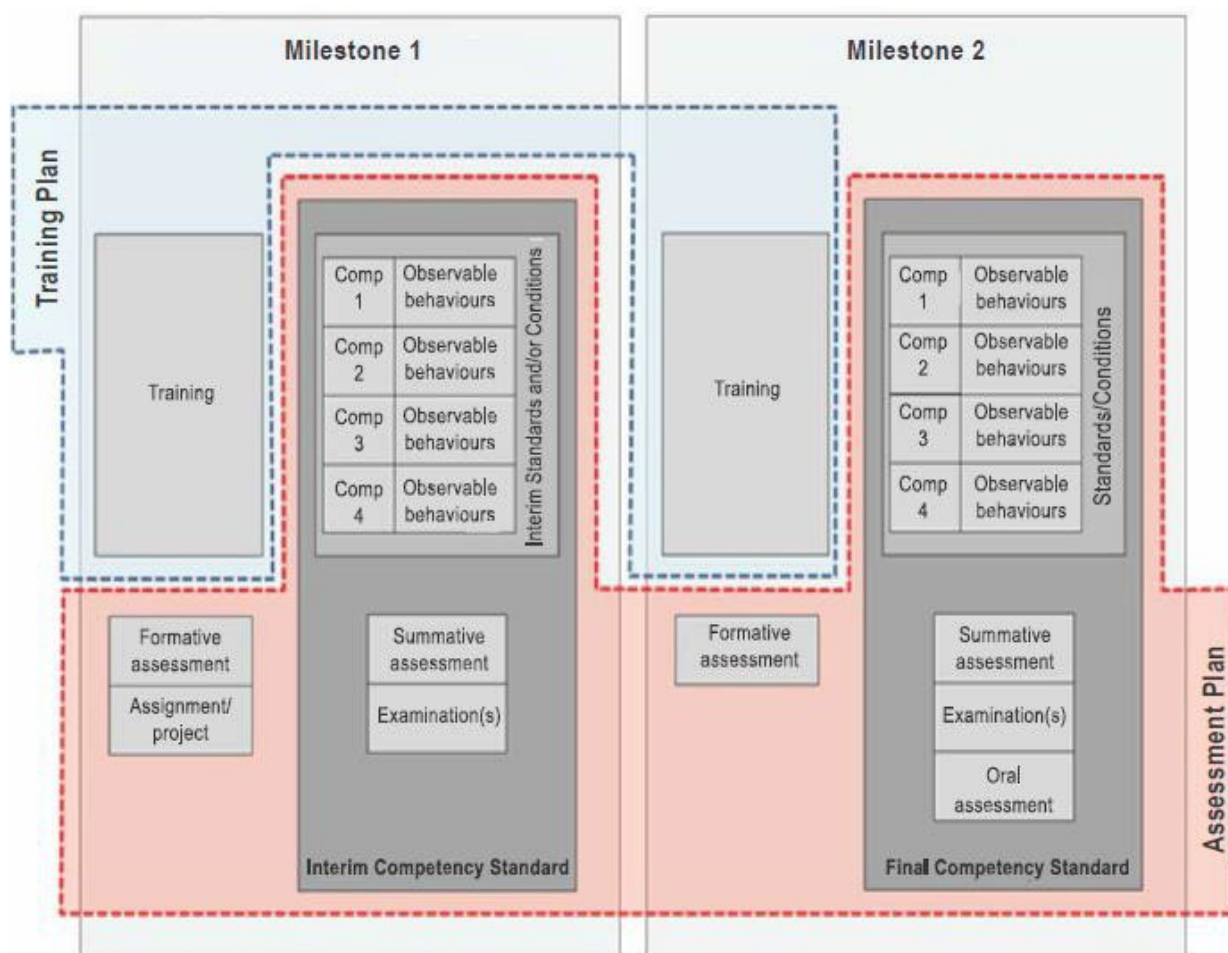 Milestone 1
Milestone 2
Training Plan
Training
Comp
1
Observable
behaviours
Comp
2
Observable
behaviours
Comp
3
Observable
behaviours
Comp
4
Observable
behaviours
Interim Standards and/or Conditions
Formative
assessment
Assignment/
project
Summative
assessment
Examination(s)
Interim Competency Standard
Training
Comp
1
Observable
behaviours
Comp
2
Observable
behaviours
Comp
3
Observable
behaviours
Comp
4
Observable
behaviours
Standards/Conditions
Formative
assessment
Summative
assessment
Examination(s)
Oral
assessment
Final Competency Standard
Assessment Plan